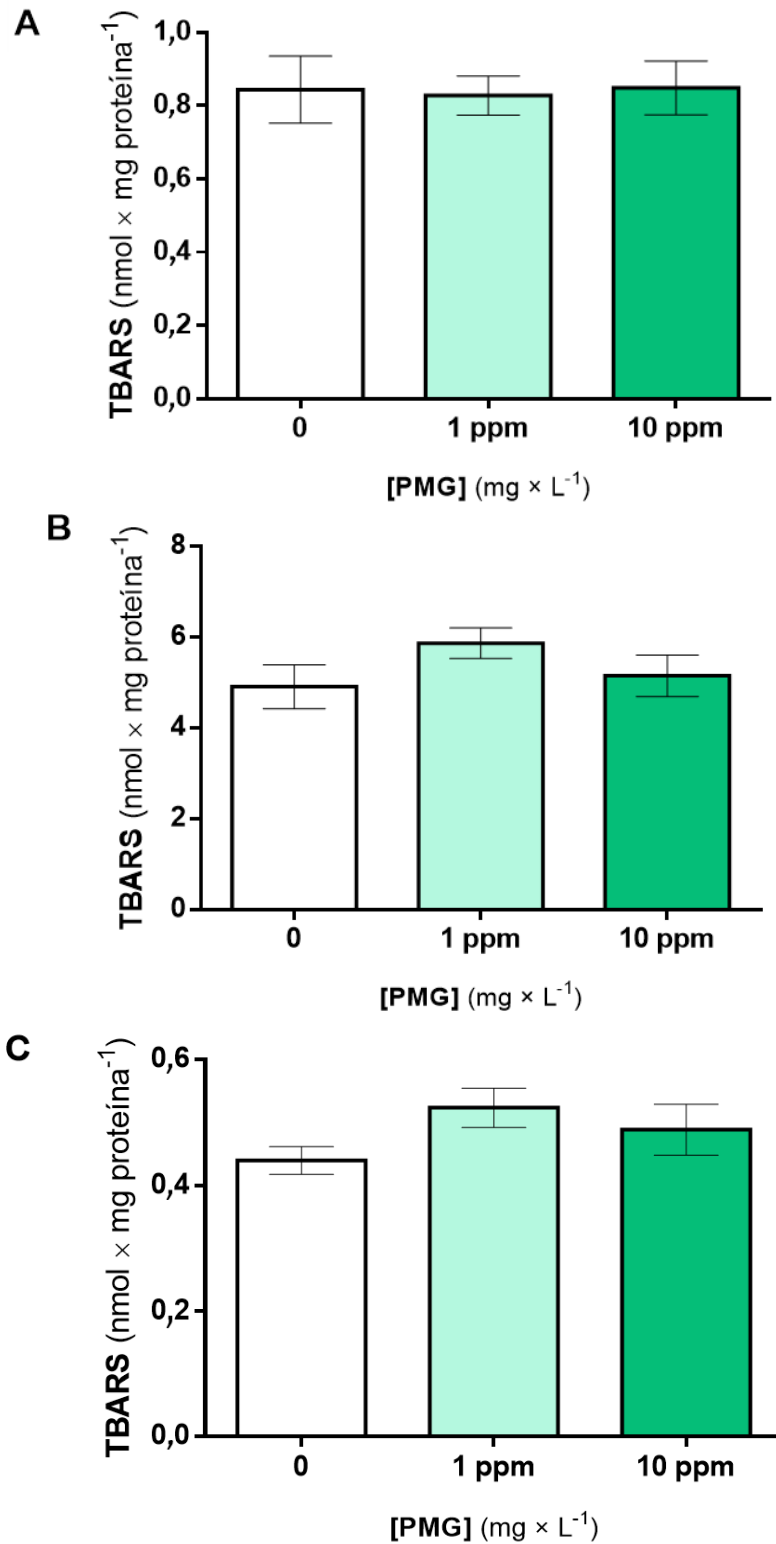 A
TBARS (nmol × mg proteína⁻¹)
1,0
0,8
0,6
0,4
0,2
0,0
0
1 ppm
10 ppm
[PMG] (mg × L⁻¹)
B
TBARS (nmol × mg proteína⁻¹)
8
6
4
2
0
0
1 ppm
10 ppm
[PMG] (mg × L⁻¹)
C
TBARS (nmol × mg proteína⁻¹)
0,6
0,4
0,2
0,0
0
1 ppm
10 ppm
[PMG] (mg × L⁻¹)